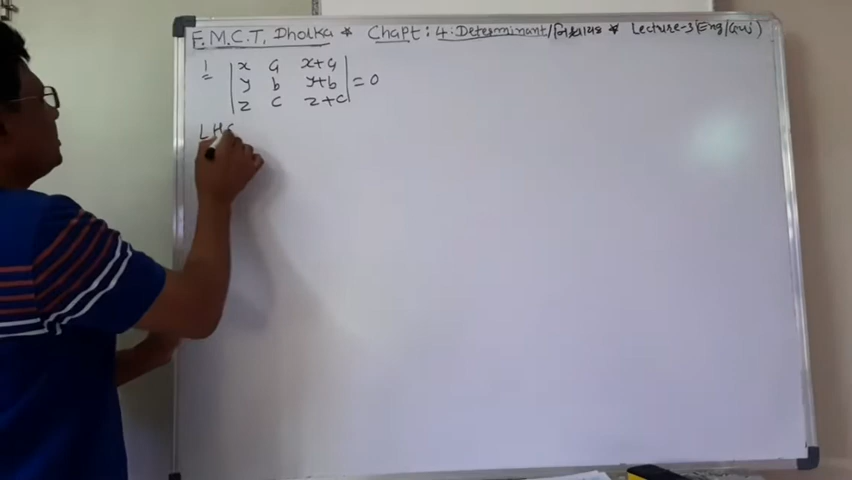 F.M.C.T. Dholka * Chapt: 4: Determinant/ * Lecture-3(Eng/Guj)
1 | x a x+a |
| y b y+b | = 0
| z c z+c |
LHS